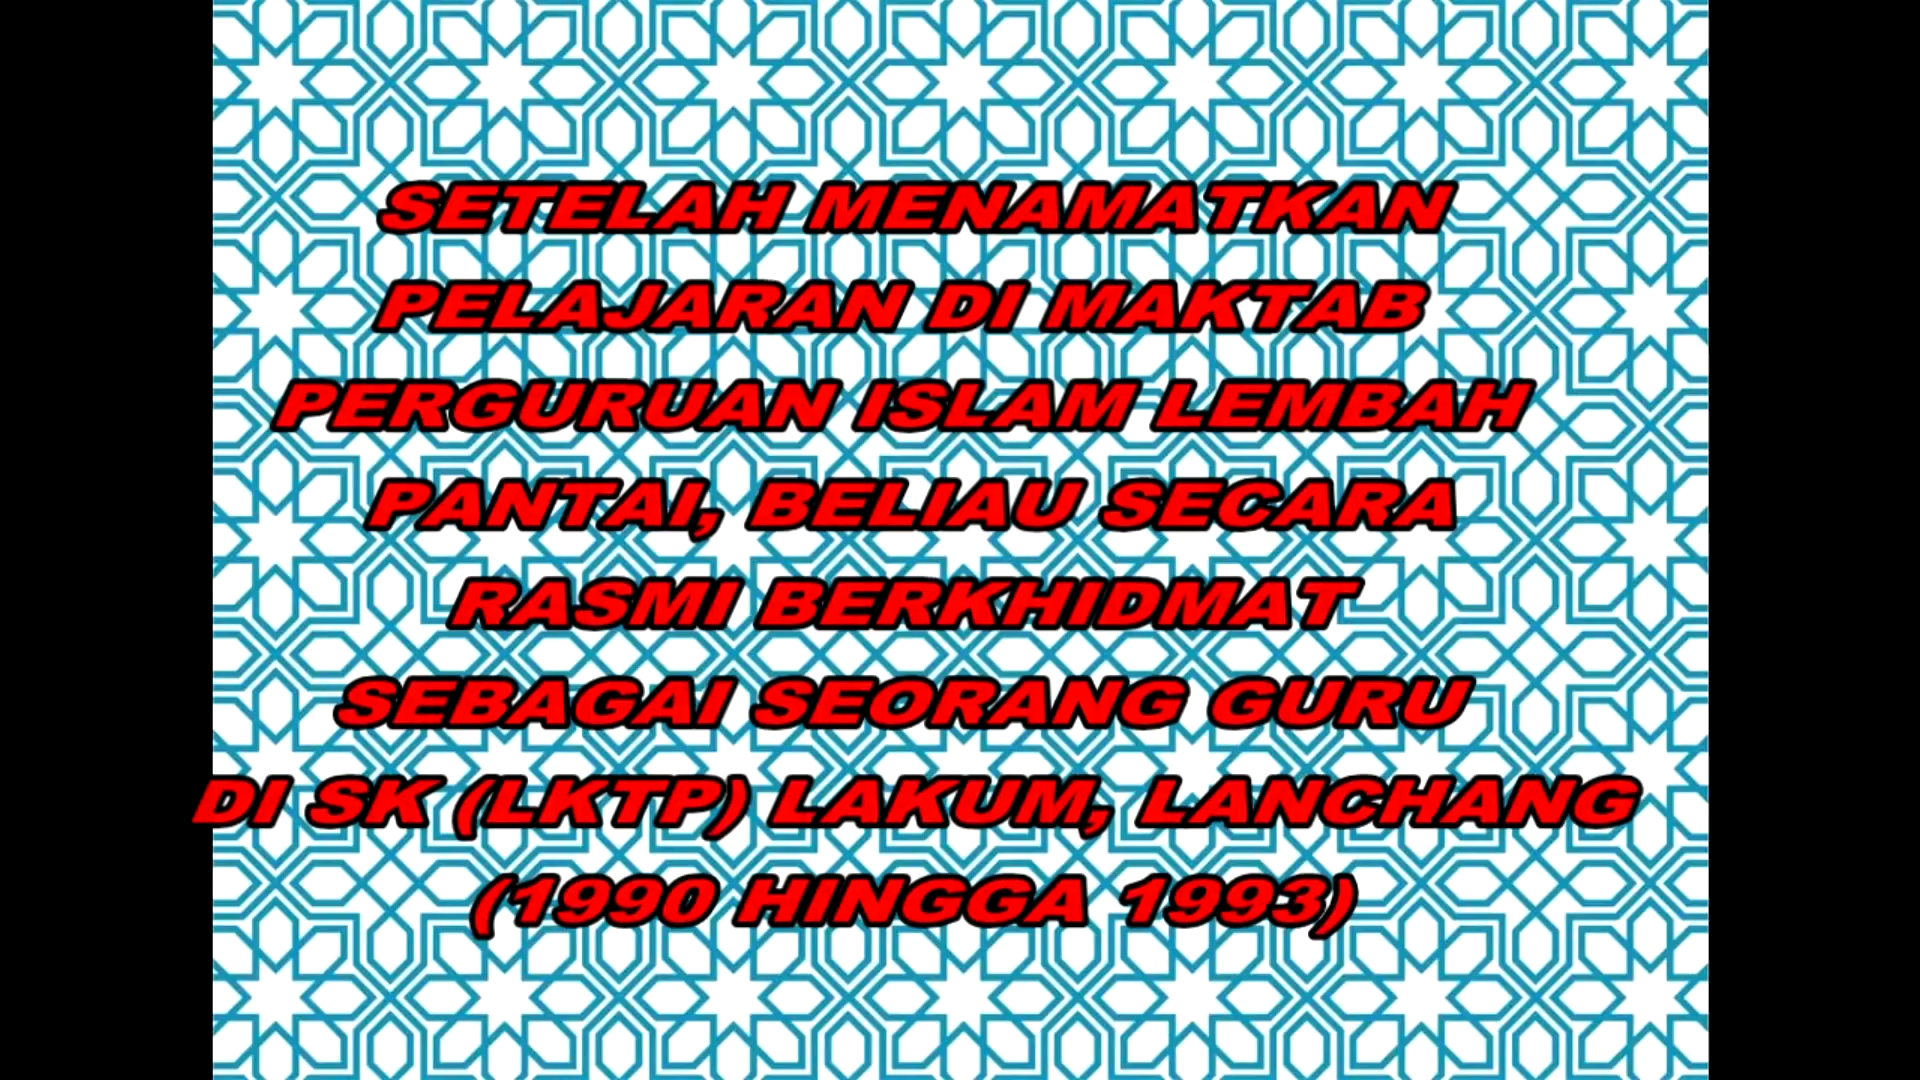 SETELAH MENAMATKAN
PELAJARAN DI MAKTAB
PERGURUAN ISLAM LEMBAH
PANTAI, BELIAU SECARA
RASMI BERKHIDMAT
SEBAGAI SEORANG GURU
DI SK (LKTP) LAKUM, LANCHANG
(1990 HINGGA 1993)